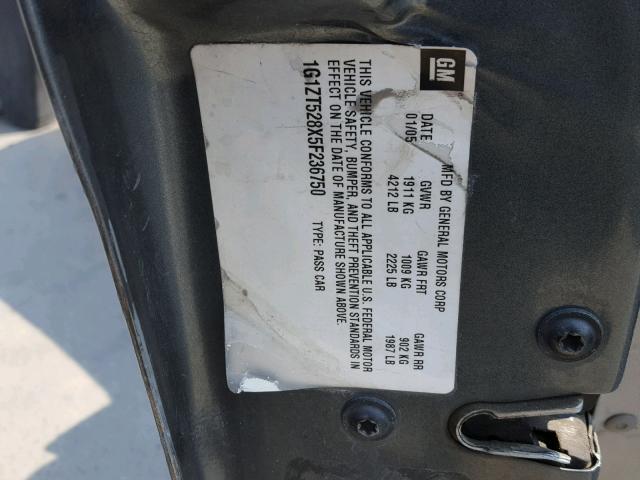 GM
MFD BY GENERAL MOTORS CORP
DATE GVWR GAWR FRT GAWR RR
01/05 1911 KG 1009 KG 902 KG
4212 LB 2225 LB 1987 LB
THIS VEHICLE CONFORMS TO ALL APPLICABLE U.S. FEDERAL MOTOR
VEHICLE SAFETY, BUMPER, AND THEFT PREVENTION STANDARDS IN
EFFECT ON THE DATE OF MANUFACTURE SHOWN ABOVE.
1G1ZT528X5F236750 TYPE: PASS CAR